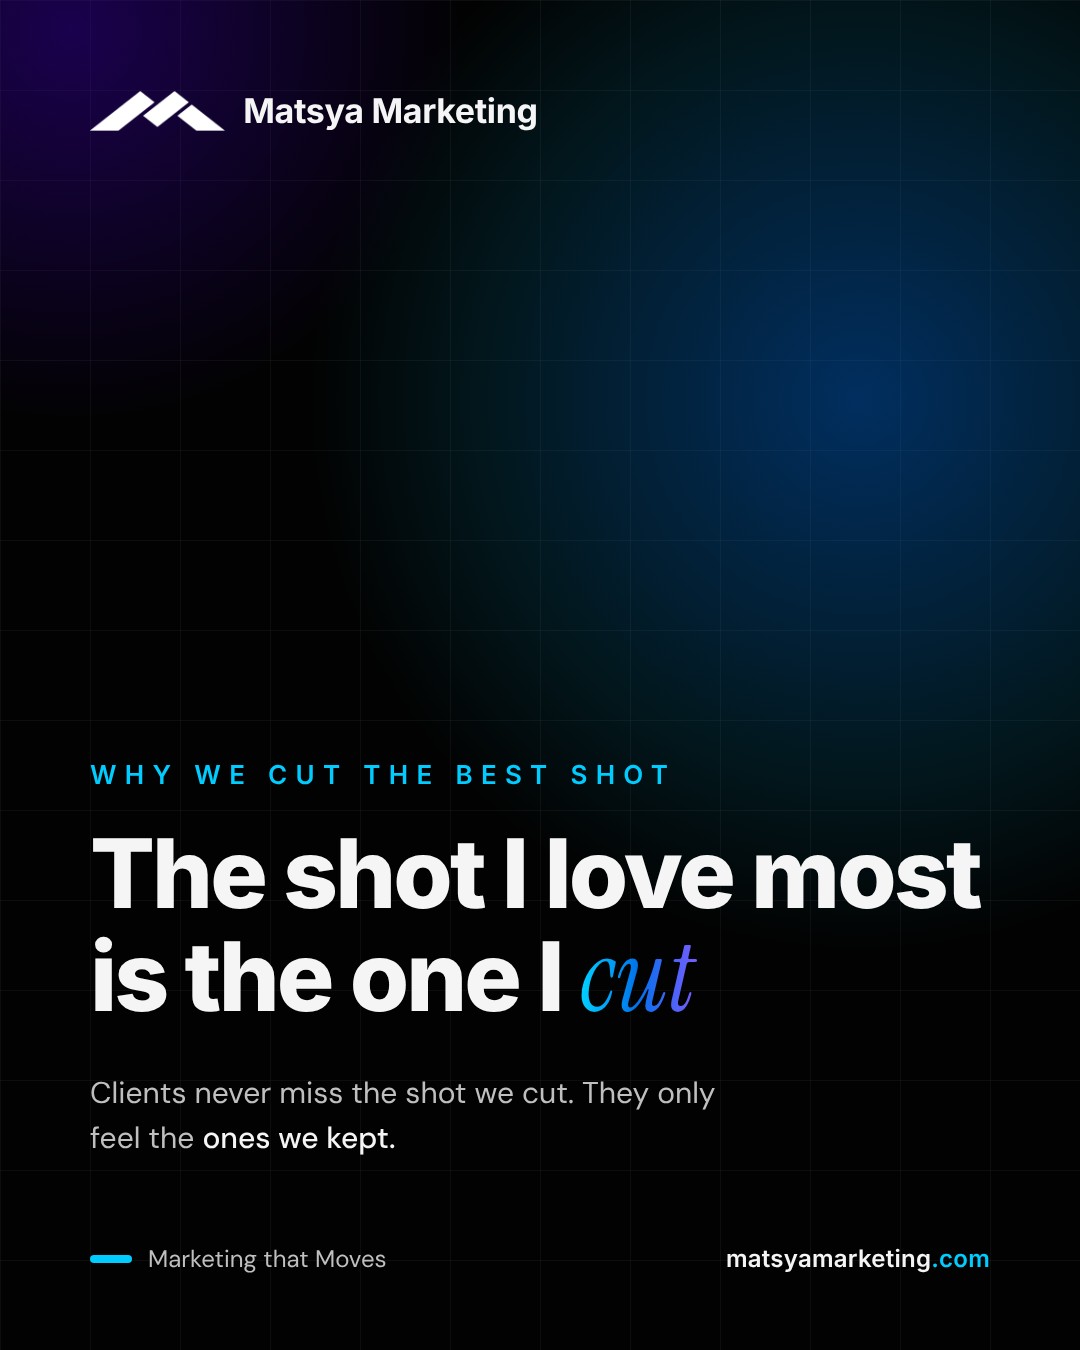 Matsya Marketing
WHY WE CUT THE BEST SHOT
The shot I love most
is the one I cut
Clients never miss the shot we cut. They only
feel the ones we kept.
Marketing that Moves
matsyamarketing.com